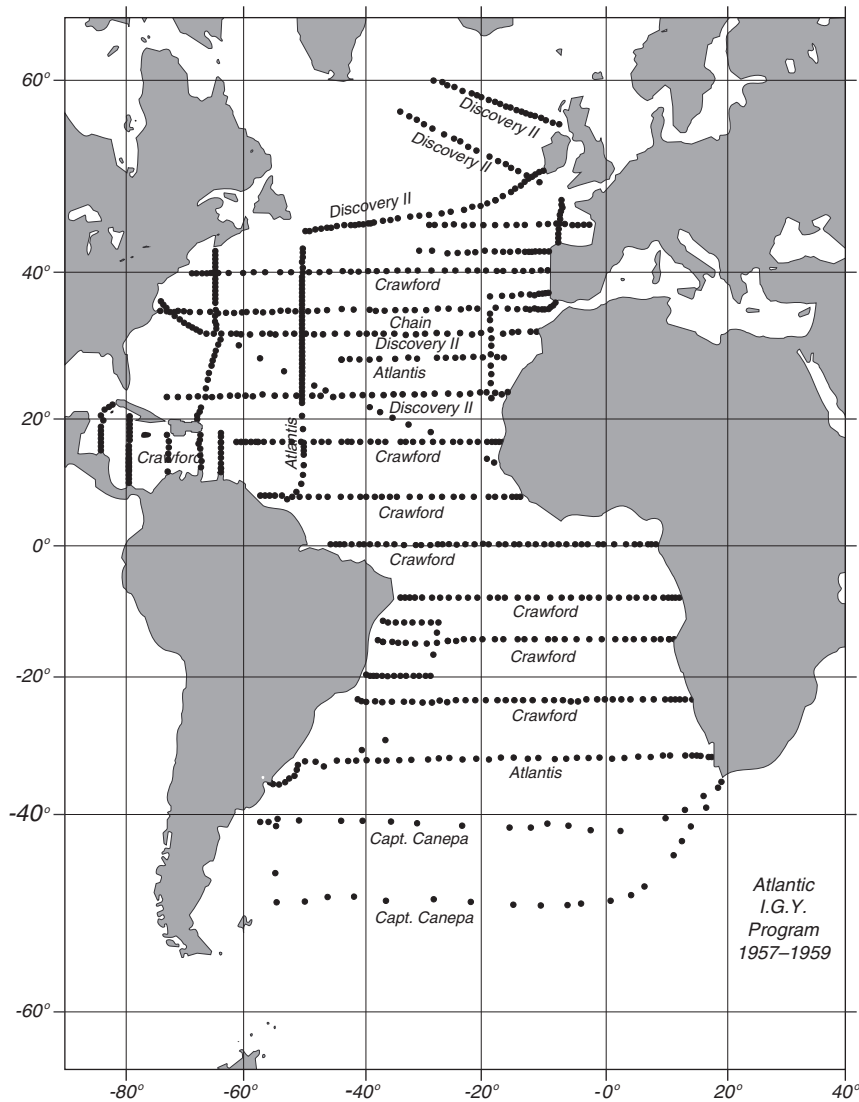 60°
Discovery II
Discovery II
Discovery II
40°
Crawford
Chain
Discovery II
Atlantis
Discovery II
20°
Atlantis
Crawford
Crawford
Crawford
0°
Crawford
Crawford
Crawford
-20°
Crawford
Atlantis
-40°
Capt. Canepa
Capt. Canepa
Atlantic
I.G.Y.
Program
1957–1959
-60°
-80° -60° -40° -20° -0° 20° 40°